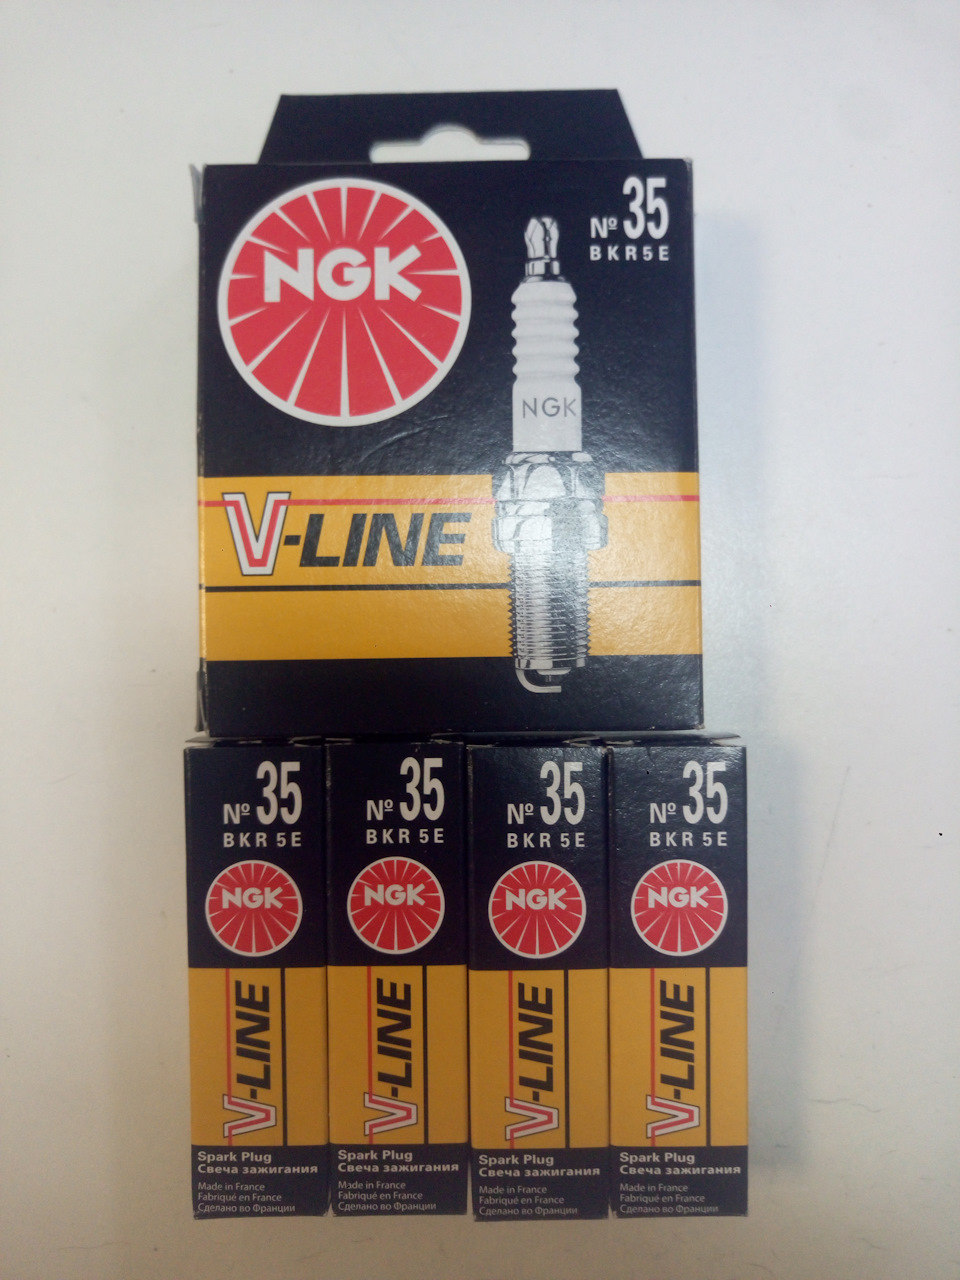 NGK
Nº 35
BKR5E
NGK
V-LINE
Nº 35
BKR 5E
NGK
V-LINE
Spark Plug
Свеча зажигания
Made in France
Fabriqué en France
Сделано во Франции
Nº 35
BKR 5E
NGK
V-LINE
Spark Plug
Свеча зажигания
Made in France
Fabriqué en France
Сделано во Франции
Nº 35
BKR 5E
NGK
V-LINE
Spark Plug
Свеча зажигания
Made in France
Fabriqué en France
Сделано во Франции
Nº 35
BKR 5E
NGK
V-LINE
Spark Plug
Свеча зажигания
Made in France
Fabriqué en France
Сделано во Франции